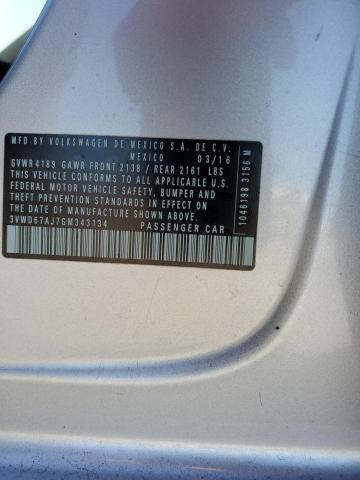 MFD BY VOLKSWAGEN DE MEXICO S.A. DE C.V.
MEXICO 03/16
GVWR 4189 GAWR FRONT 2138 / REAR 2161 LBS
THIS VEHICLE CONFORMS TO ALL APPLICABLE U.S.
FEDERAL MOTOR VEHICLE SAFETY, BUMPER AND
THEFT PREVENTION STANDARDS IN EFFECT ON
THE DATE OF MANUFACTURE SHOWN ABOVE.
3VWD67AJ7GM343134 PASSENGER CAR
1046198 3156 M